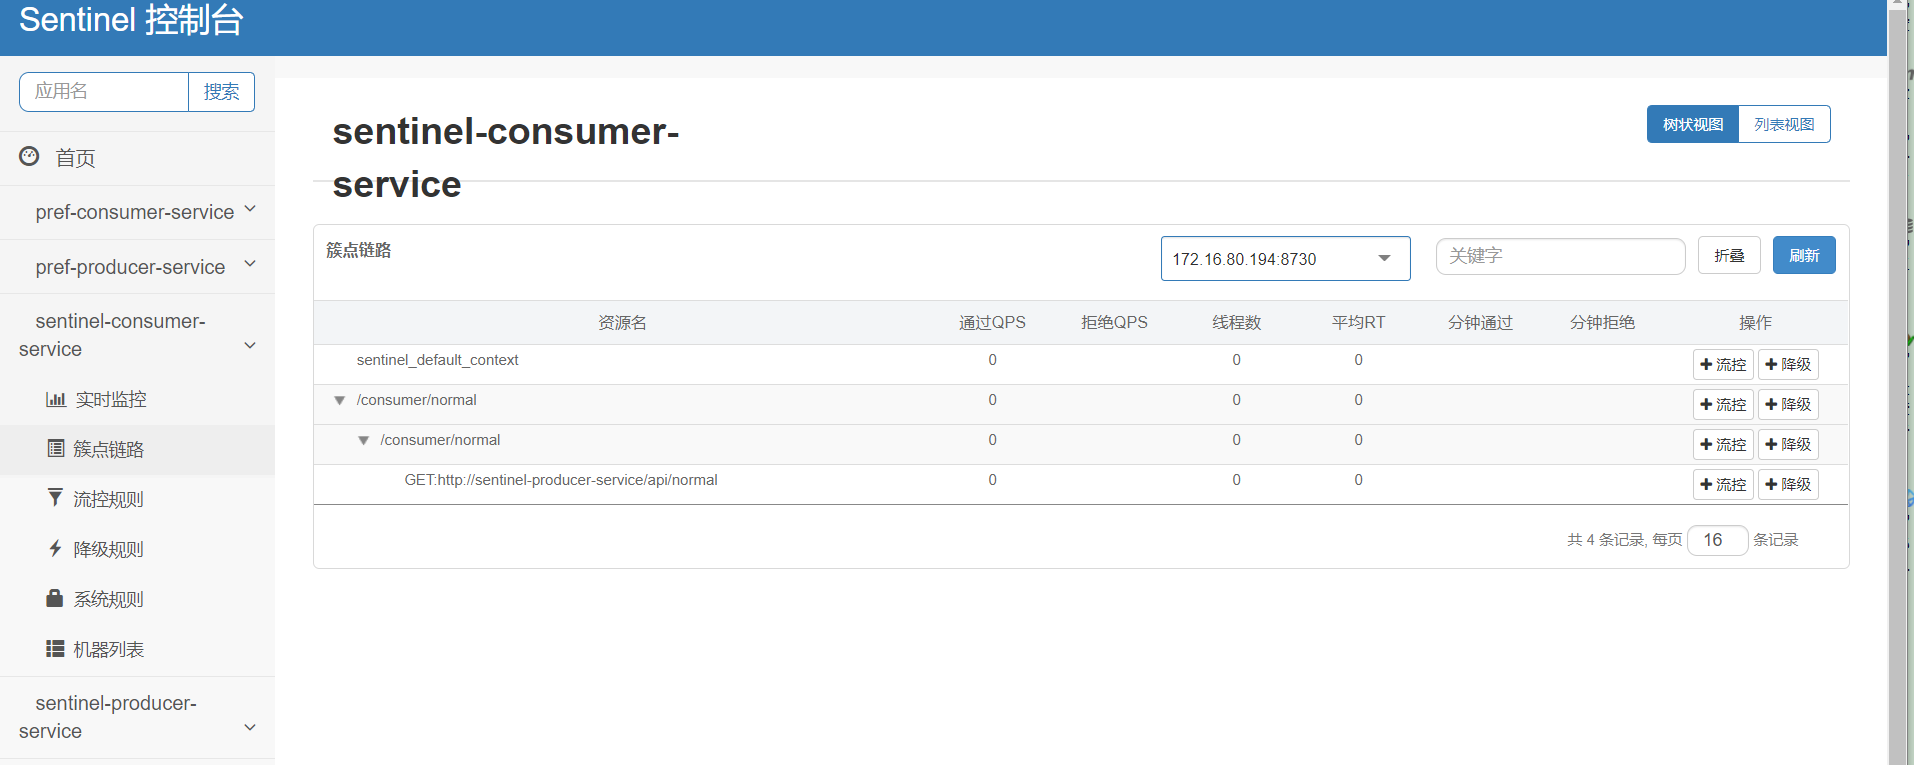 Sentinel 控制台
应用名
搜索
首页
pref-consumer-service
pref-producer-service
sentinel-consumer-
service
实时监控
簇点链路
流控规则
降级规则
系统规则
机器列表
sentinel-producer-
service
sentinel-consumer-
service
树状视图 列表视图
簇点链路
172.16.80.194:8730
关键字
折叠
刷新
资源名 通过QPS 拒绝QPS 线程数 平均RT 分钟通过 分钟拒绝 操作
sentinel_default_context 0 0 0 流控 降级
/consumer/normal 0 0 0 流控 降级
/consumer/normal 0 0 0 流控 降级
GET:http://sentinel-producer-service/api/normal 0 0 0 流控 降级
共 4 条记录, 每页 16 条记录